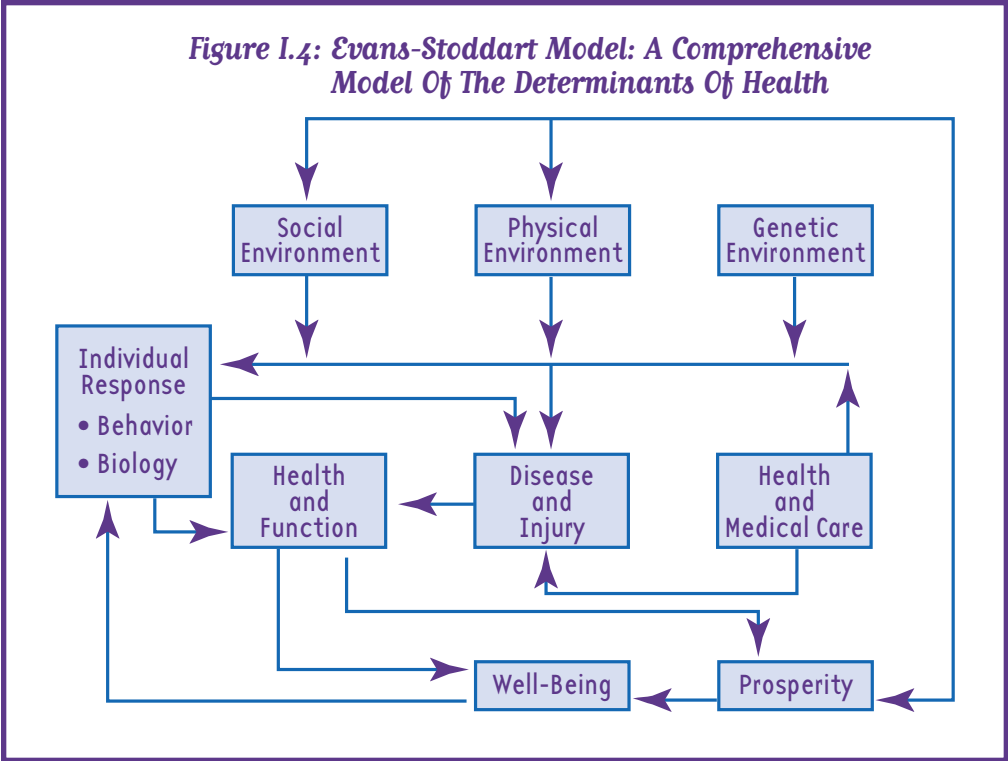 Figure I.4: Evans-Stoddart Model: A Comprehensive
Model Of The Determinants Of Health
Social
Environment
Physical
Environment
Genetic
Environment
Individual
Response
• Behavior
• Biology
Health
and
Function
Disease
and
Injury
Health
and
Medical Care
Well-Being
Prosperity